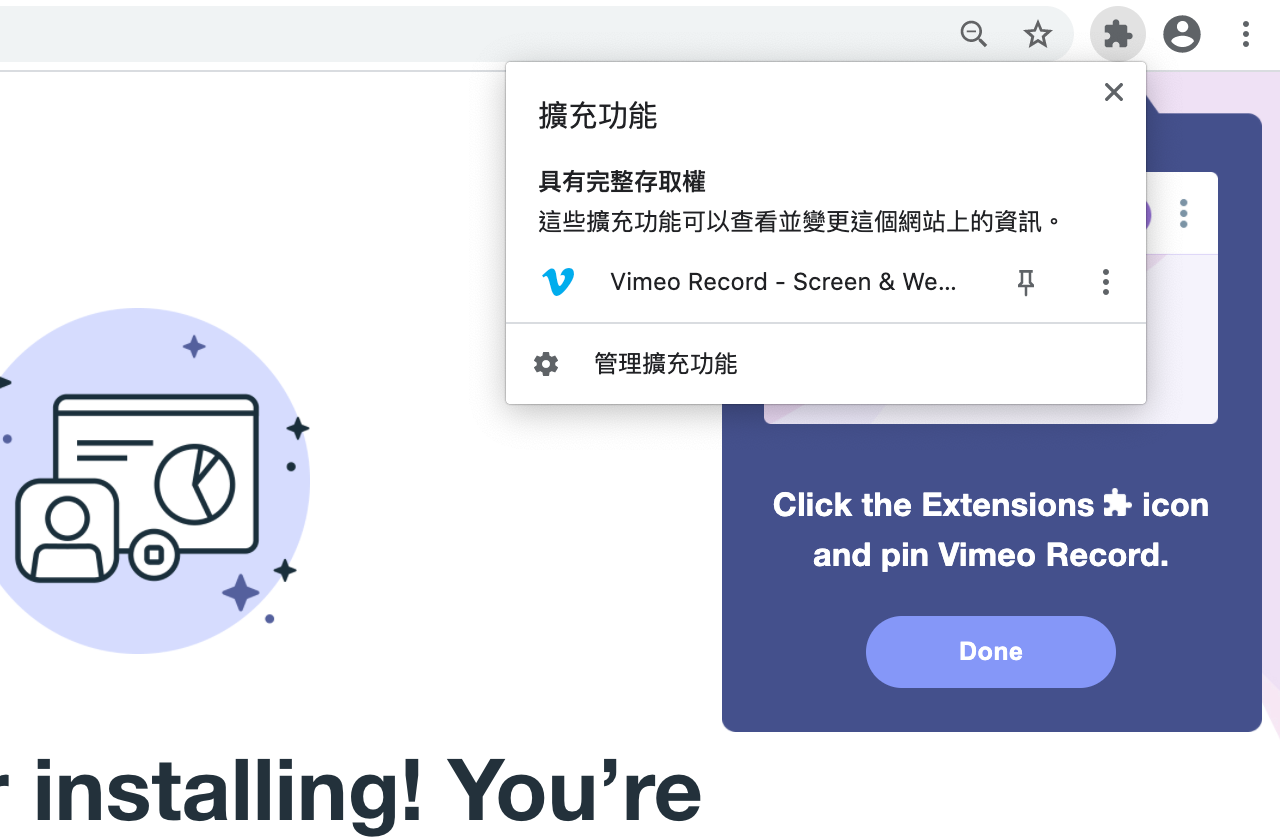 擴充功能
具有完整存取權
這些擴充功能可以查看並變更這個網站上的資訊。
Vimeo Record - Screen & We...
管理擴充功能
Click the Extensions icon
and pin Vimeo Record.
Done
installing! You’re